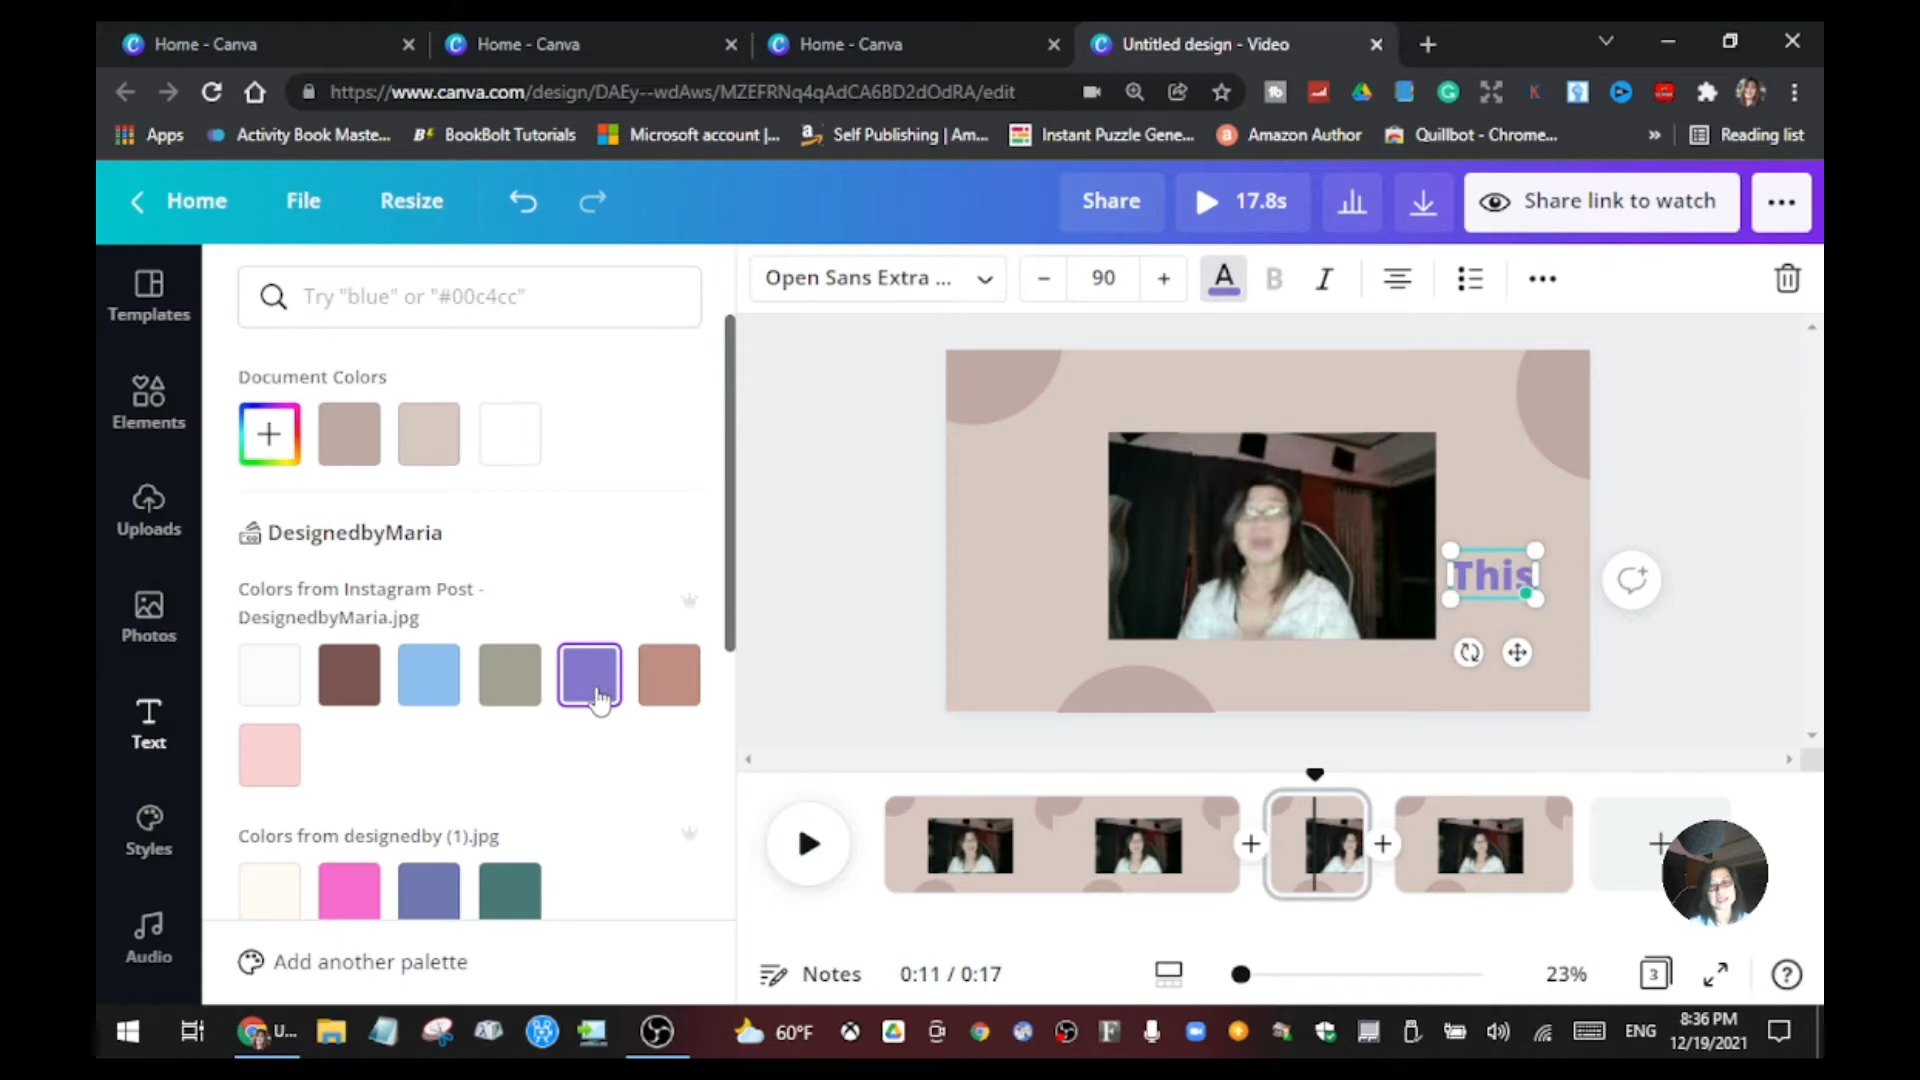 Home - Canva
Home - Canva
Home - Canva
Untitled design - Video
https://www.canva.com/design/DAEy--wdAws/MZEFRNq4qAdCA6BD2dOdRA/edit
Apps
Activity Book Maste...
BookBolt Tutorials
Microsoft account |...
Self Publishing | Am...
Instant Puzzle Gene...
Amazon Author
Quillbot - Chrome...
»
Reading list
Home
File
Resize
Share
17.8s
Share link to watch
Templates
Elements
Uploads
Photos
Text
Styles
Audio
Try "blue" or "#00c4cc"
Document Colors
DesignedbyMaria
Colors from Instagram Post -
DesignedbyMaria.jpg
Colors from designedby (1).jpg
Add another palette
Open Sans Extra ...
90
A
B
I
This
Notes
0:11 / 0:17
23%
3
U...
60°F
ENG
8:36 PM
12/19/2021